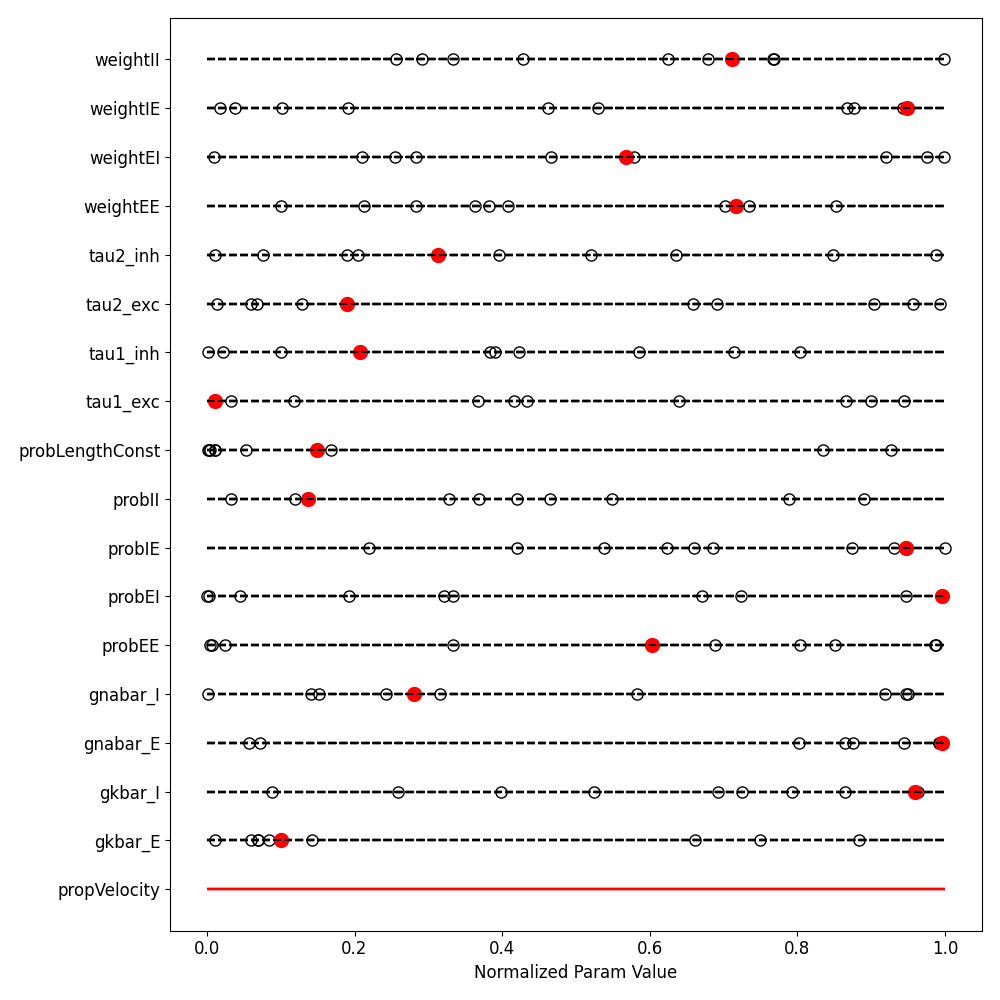 weightII
weightIE
weightEI
weightEE
tau2_inh
tau2_exc
tau1_inh
tau1_exc
probLengthConst
probII
probIE
probEI
probEE
gnabar_I
gnabar_E
gkbar_I
gkbar_E
propVelocity
0.0 0.2 0.4 0.6 0.8 1.0
Normalized Param Value